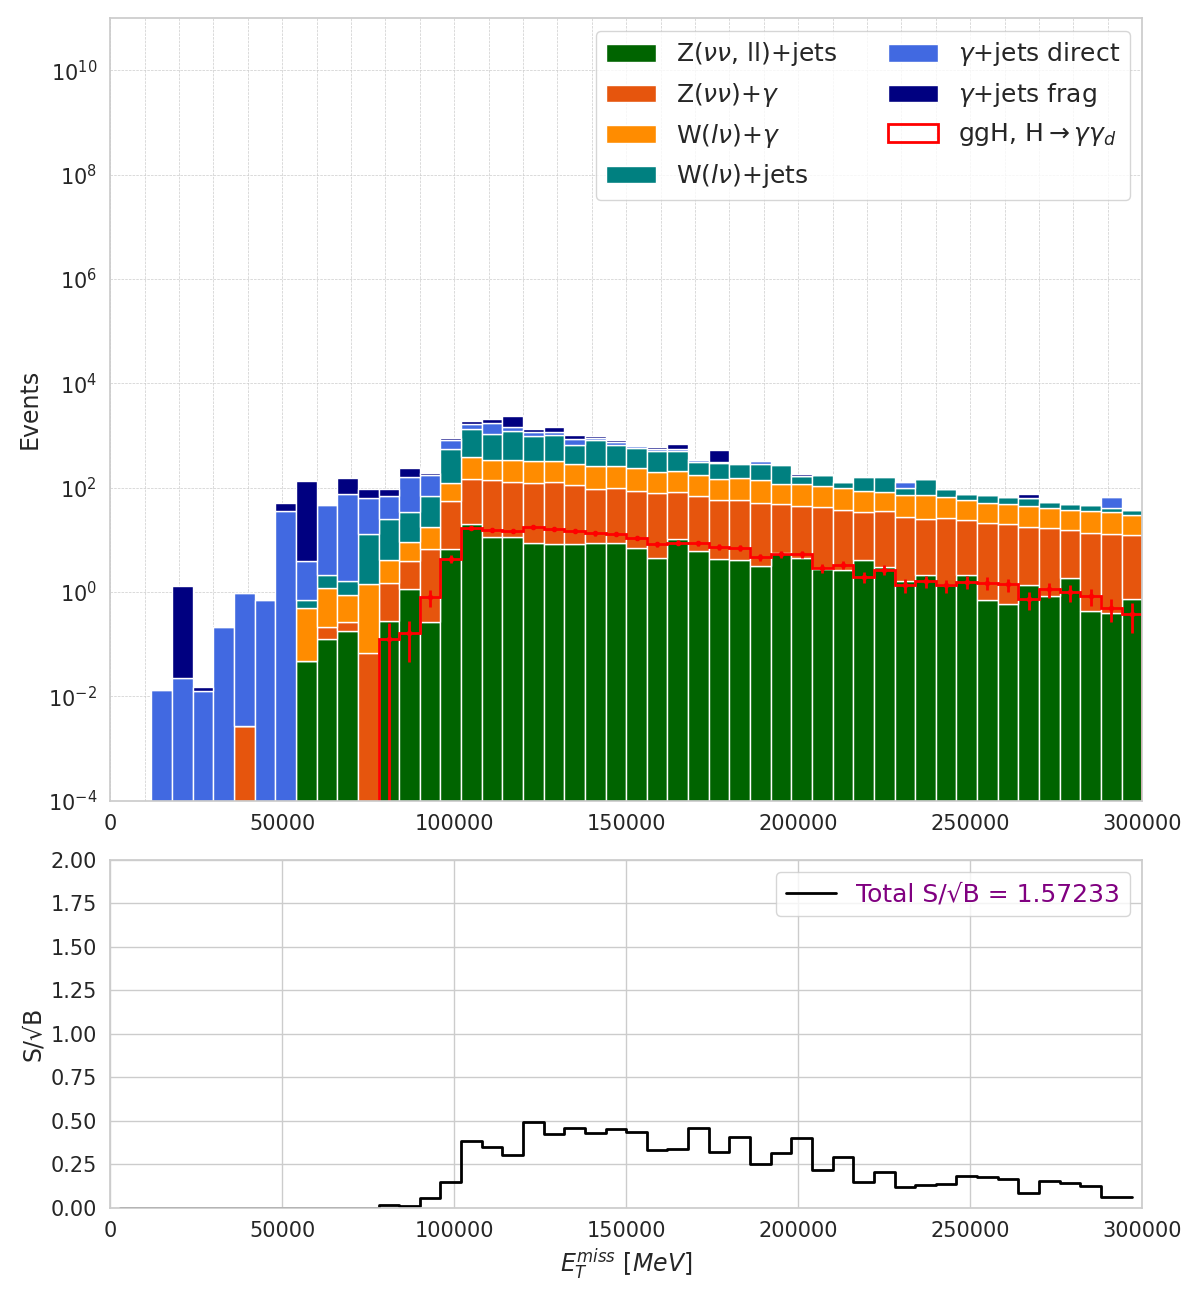 Z(νν, ll)+jets
Z(νν)+γ
W(lν)+γ
W(lν)+jets
γ+jets direct
γ+jets frag
ggH, H→γγ_d
Events
10^10
10^8
10^6
10^4
10^2
10^0
10^−2
10^−4
0 50000 100000 150000 200000 250000 300000
Total S/√B = 1.57233
S/√B
2.00
1.75
1.50
1.25
1.00
0.75
0.50
0.25
0.00
0 50000 100000 150000 200000 250000 300000
E_T^miss [MeV]